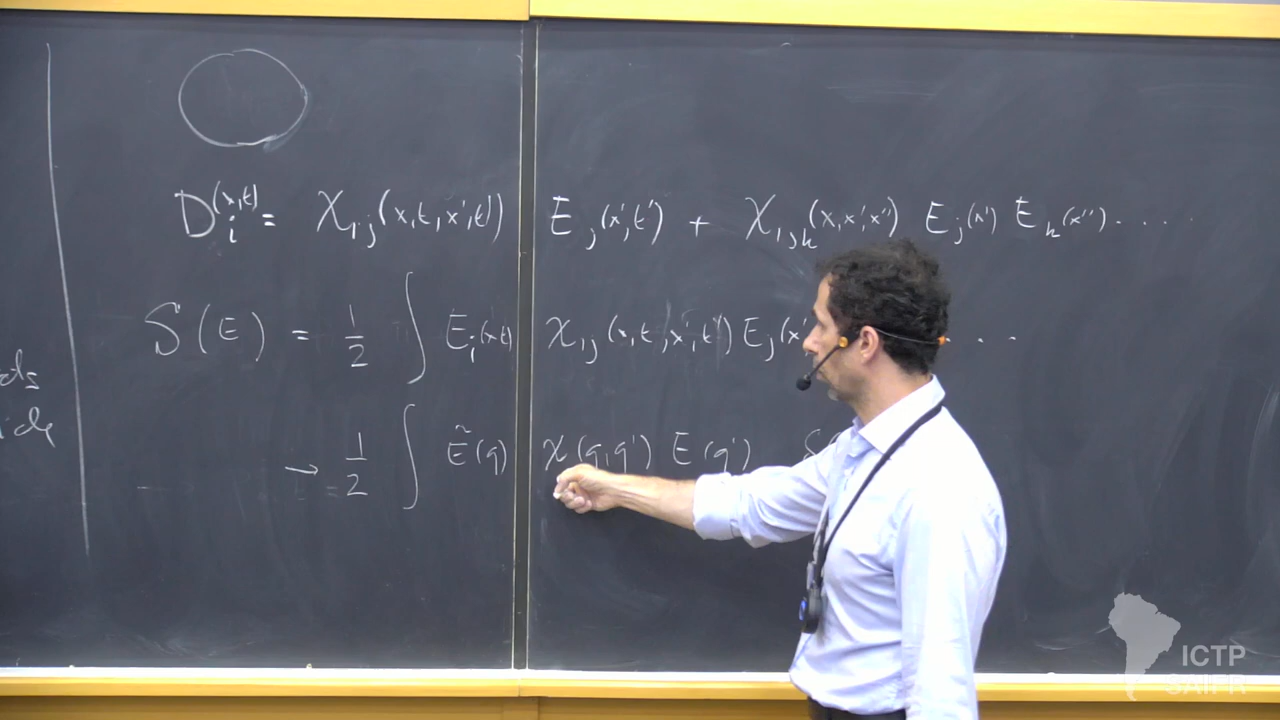 D_i^(x,t) = χ_ij(x,t,x',t') E_j(x',t') + χ_ijk(x,x',x'') E_j(x') E_k(x'') ....
S(E) = 1/2 ∫ E_i(x,t) χ_ij(x,t,x',t') E_j(x' ...
→ 1/2 ∫ Ẽ(q) χ(q,q') E(q')
ICTP
SAIFR